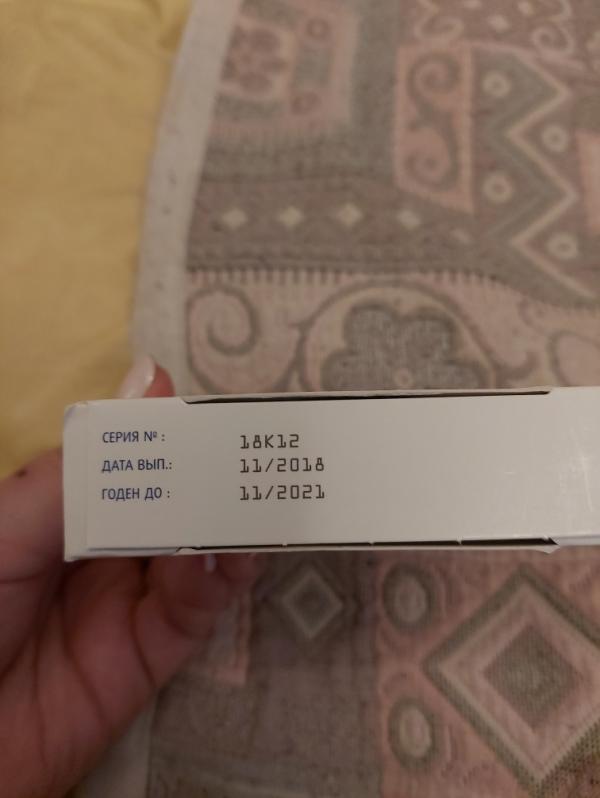 СЕРИЯ № : 18K12
ДАТА ВЫП.: 11/2018
ГОДЕН ДО : 11/2021